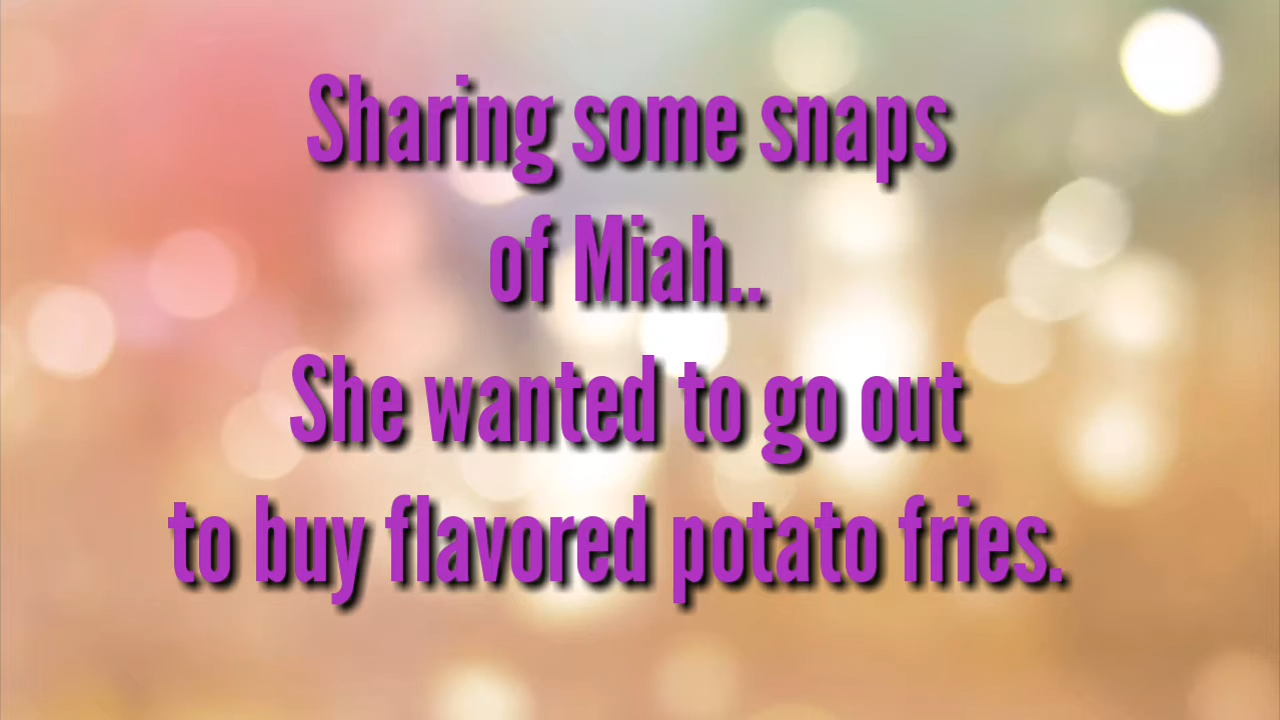 Sharing some snaps
of Miah..
She wanted to go out
to buy flavored potato fries.